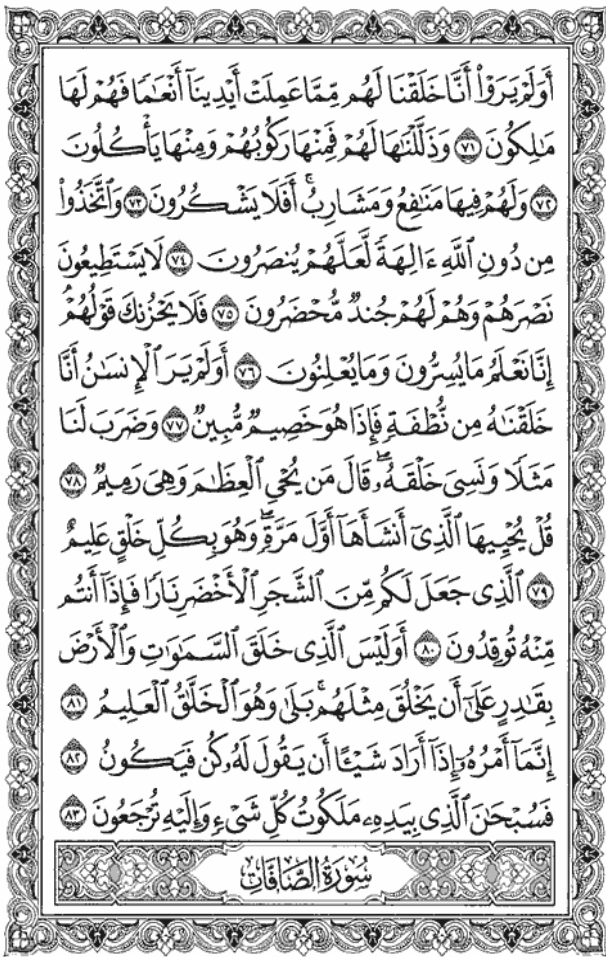 أَوَلَمْ يَرَوْا۟ أَنَّا خَلَقْنَا لَهُم مِّمَّا عَمِلَتْ أَيْدِينَآ أَنْعَـٰمًا فَهُمْ لَهَا
مَـٰلِكُونَ ٧١ وَذَلَّلْنَـٰهَا لَهُمْ فَمِنْهَا رَكُوبُهُمْ وَمِنْهَا يَأْكُلُونَ
٧٢ وَلَهُمْ فِيهَا مَنَـٰفِعُ وَمَشَارِبُ ۚ أَفَلَا يَشْكُرُونَ ٧٣ وَٱتَّخَذُوا۟
مِن دُونِ ٱللَّهِ ءَالِهَةً لَّعَلَّهُمْ يُنصَرُونَ ٧٤ لَا يَسْتَطِيعُونَ
نَصْرَهُمْ وَهُمْ لَهُمْ جُندٌ مُّحْضَرُونَ ٧٥ فَلَا يَحْزُنكَ قَوْلُهُمْ ۘ
إِنَّا نَعْلَمُ مَا يُسِرُّونَ وَمَا يُعْلِنُونَ ٧٦ أَوَلَمْ يَرَ ٱلْإِنسَـٰنُ أَنَّا
خَلَقْنَـٰهُ مِن نُّطْفَةٍ فَإِذَا هُوَ خَصِيمٌ مُّبِينٌ ٧٧ وَضَرَبَ لَنَا
مَثَلًا وَنَسِىَ خَلْقَهُۥ ۖ قَالَ مَن يُحْىِ ٱلْعِظَـٰمَ وَهِىَ رَمِيمٌ ٧٨
قُلْ يُحْيِيهَا ٱلَّذِىٓ أَنشَأَهَآ أَوَّلَ مَرَّةٍ ۖ وَهُوَ بِكُلِّ خَلْقٍ عَلِيمٌ
٧٩ ٱلَّذِى جَعَلَ لَكُم مِّنَ ٱلشَّجَرِ ٱلْأَخْضَرِ نَارًا فَإِذَآ أَنتُم
مِّنْهُ تُوقِدُونَ ٨٠ أَوَلَيْسَ ٱلَّذِى خَلَقَ ٱلسَّمَـٰوَٰتِ وَٱلْأَرْضَ
بِقَـٰدِرٍ عَلَىٰٓ أَن يَخْلُقَ مِثْلَهُم ۚ بَلَىٰ وَهُوَ ٱلْخَلَّـٰقُ ٱلْعَلِيمُ ٨١
إِنَّمَآ أَمْرُهُۥٓ إِذَآ أَرَادَ شَيْـًٔا أَن يَقُولَ لَهُۥ كُن فَيَكُونُ ٨٢
فَسُبْحَـٰنَ ٱلَّذِى بِيَدِهِۦ مَلَكُوتُ كُلِّ شَىْءٍ وَإِلَيْهِ تُرْجَعُونَ ٨٣
سُورَةُ الصَّافَاتِ